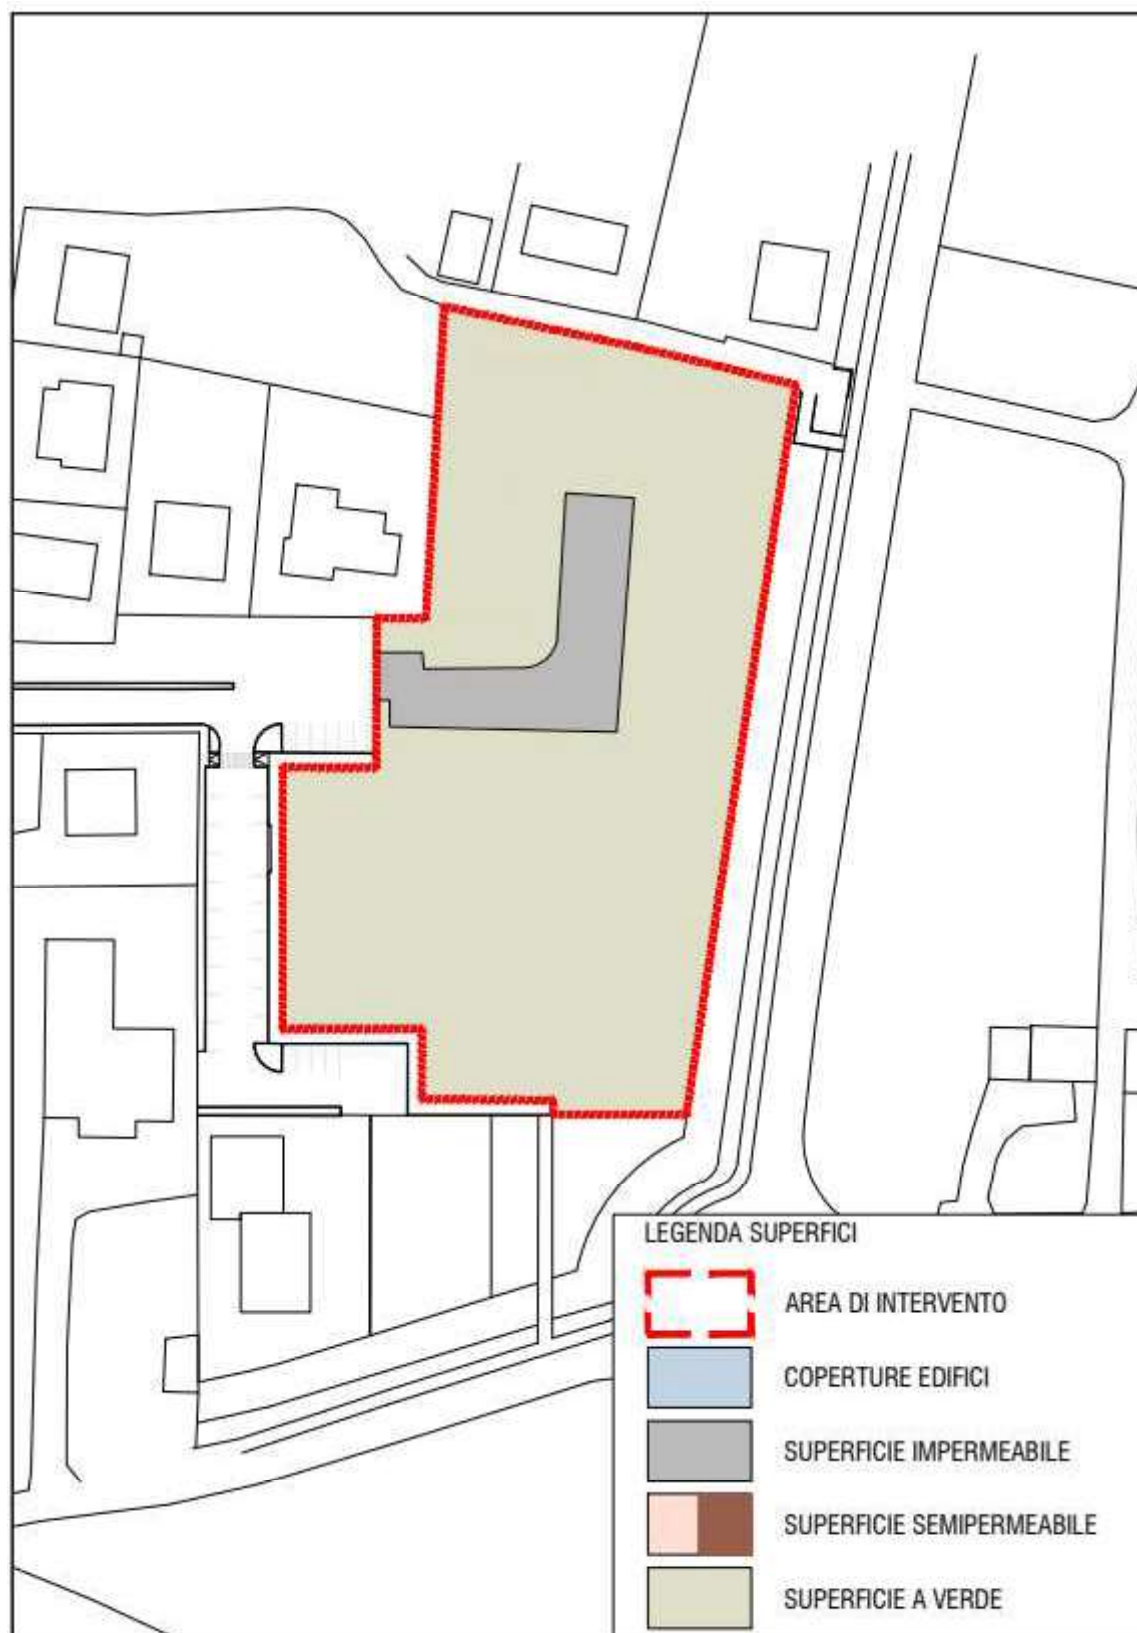 LEGENDA SUPERFICI
AREA DI INTERVENTO
COPERTURE EDIFICI
SUPERFICIE IMPERMEABILE
SUPERFICIE SEMIPERMEABILE
SUPERFICIE A VERDE